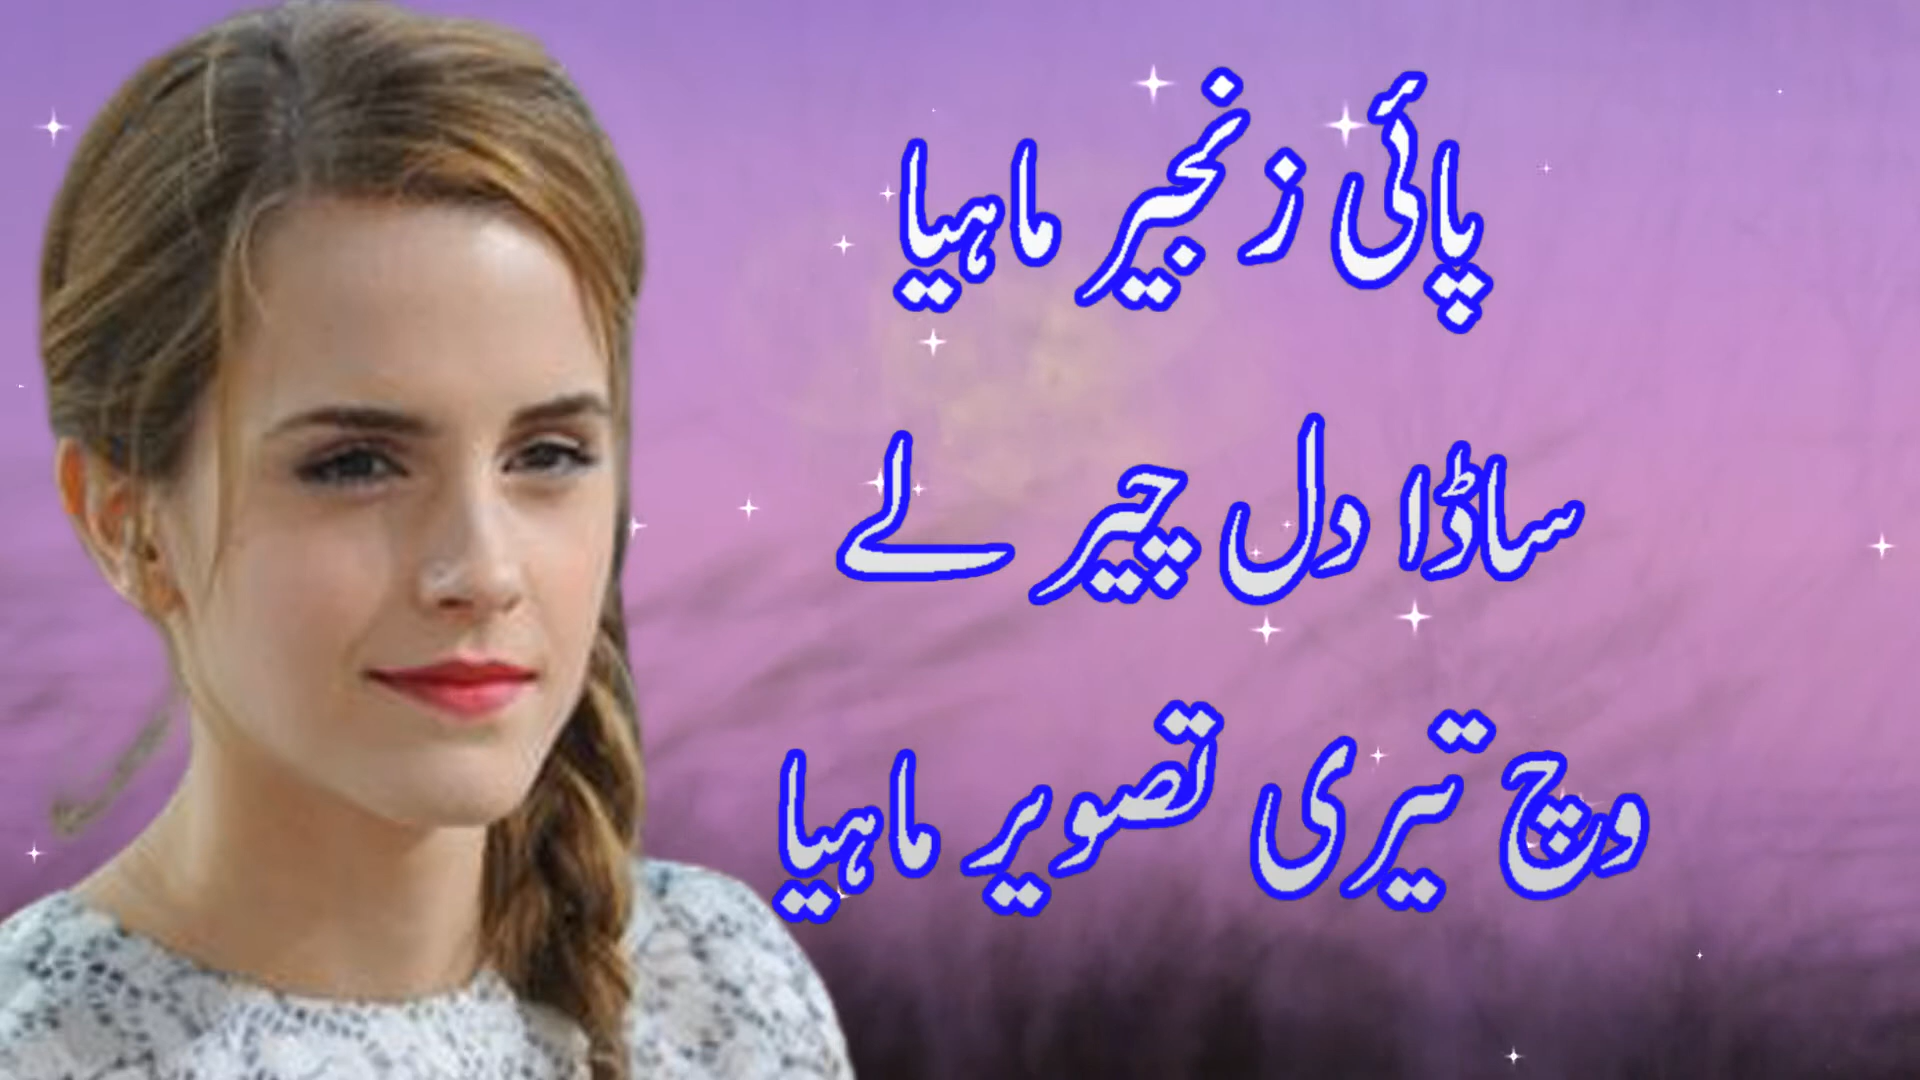 پائی زنجیر ماہیا
ساڈا دل چیر لے
وچ تیری تصویر ماہیا